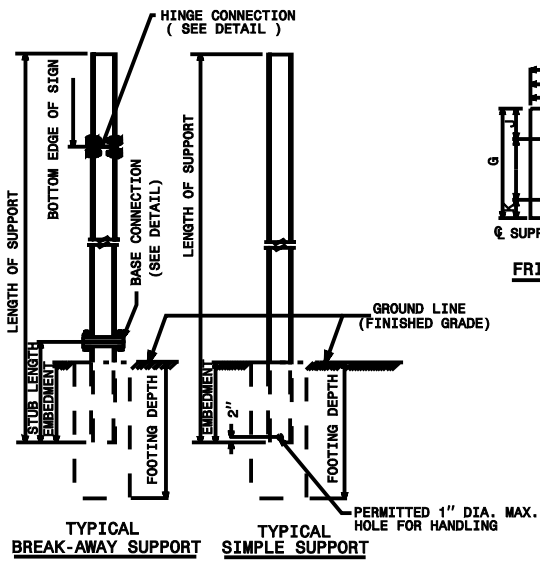 HINGE CONNECTION
( SEE DETAIL )
BOTTOM EDGE OF SIGN
LENGTH OF SUPPORT
BASE CONNECTION
(SEE DETAIL)
STUB LENGTH
EMBEDMENT
FOOTING DEPTH
LENGTH OF SUPPORT
GROUND LINE
(FINISHED GRADE)
EMBEDMENT
2"
FOOTING DEPTH
PERMITTED 1" DIA. MAX.
HOLE FOR HANDLING
TYPICAL
BREAK-AWAY SUPPORT
TYPICAL
SIMPLE SUPPORT
G
J
K